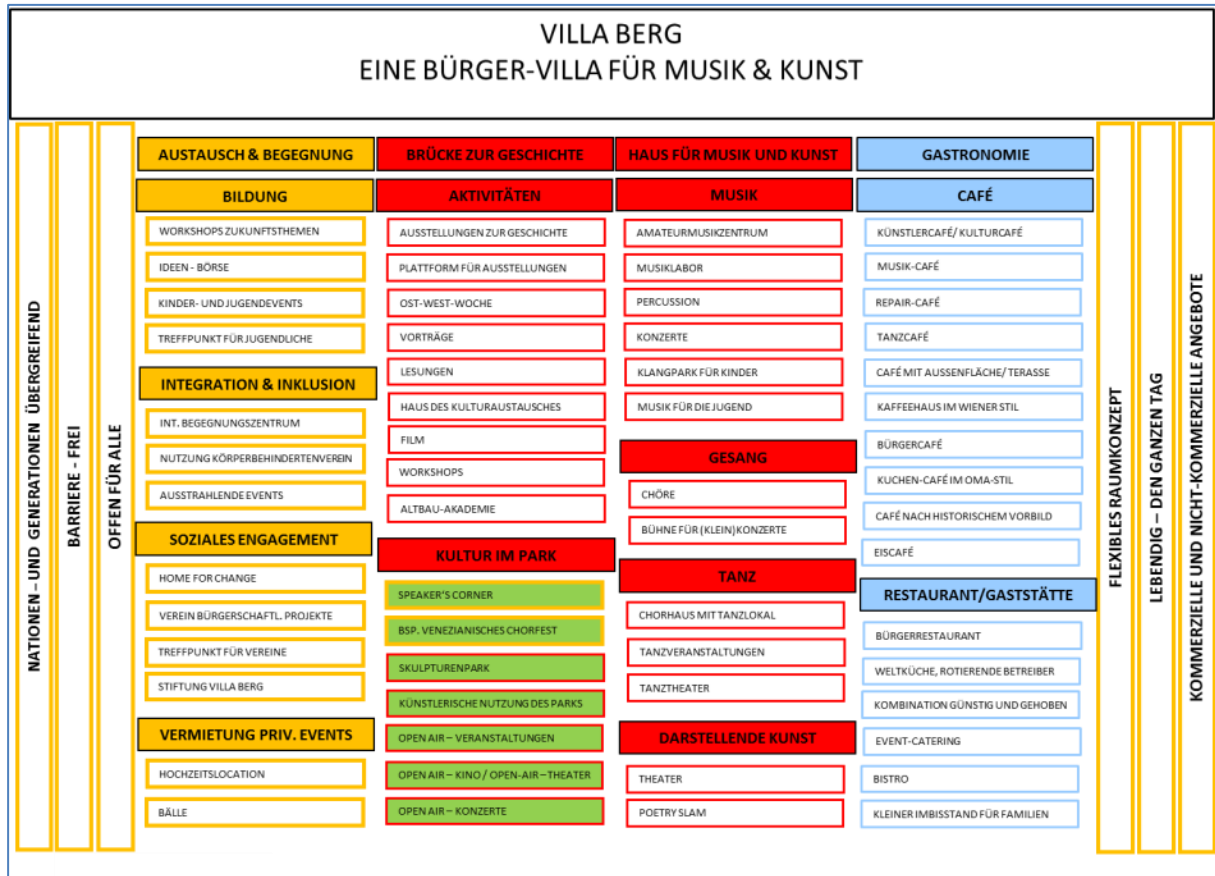 VILLA BERG
EINE BÜRGER-VILLA FÜR MUSIK & KUNST
NATIONEN – UND GENERATIONEN ÜBERGREIFEND
BARRIERE - FREI
OFFEN FÜR ALLE
AUSTAUSCH & BEGEGNUNG
BILDUNG
WORKSHOPS ZUKUNFTSTHEMEN
IDEEN - BÖRSE
KINDER- UND JUGENDEVENTS
TREFFPUNKT FÜR JUGENDLICHE
INTEGRATION & INKLUSION
INT. BEGEGNUNGSZENTRUM
NUTZUNG KÖRPERBEHINDERTENVEREIN
AUSSTRAHLENDE EVENTS
SOZIALES ENGAGEMENT
HOME FOR CHANGE
VEREIN BÜRGERSCHAFTL. PROJEKTE
TREFFPUNKT FÜR VEREINE
STIFTUNG VILLA BERG
VERMIETUNG PRIV. EVENTS
HOCHZEITSLOCATION
BÄLLE
BRÜCKE ZUR GESCHICHTE
AKTIVITÄTEN
AUSSTELLUNGEN ZUR GESCHICHTE
PLATTFORM FÜR AUSSTELLUNGEN
OST-WEST-WOCHE
VORTRÄGE
LESUNGEN
HAUS DES KULTURAUSTAUSCHES
FILM
WORKSHOPS
ALTBAU-AKADEMIE
KULTUR IM PARK
SPEAKER'S CORNER
BSP. VENEZIANISCHES CHORFEST
SKULPTURENPARK
KÜNSTLERISCHE NUTZUNG DES PARKS
OPEN AIR – VERANSTALTUNGEN
OPEN AIR – KINO / OPEN-AIR – THEATER
OPEN AIR – KONZERTE
HAUS FÜR MUSIK UND KUNST
MUSIK
AMATEURMUSIKZENTRUM
MUSIKLABOR
PERCUSSION
KONZERTE
KLANGPARK FÜR KINDER
MUSIK FÜR DIE JUGEND
GESANG
CHÖRE
BÜHNE FÜR (KLEIN)KONZERTE
TANZ
CHORHAUS MIT TANZLOKAL
TANZVERANSTALTUNGEN
TANZTHEATER
DARSTELLENDE KUNST
THEATER
POETRY SLAM
GASTRONOMIE
CAFÉ
KÜNSTLERCAFÉ/ KULTURCAFÉ
MUSIK-CAFÉ
REPAIR-CAFÉ
TANZCAFÉ
CAFÉ MIT AUSSENFLÄCHE/ TERASSE
KAFFEEHAUS IM WIENER STIL
BÜRGERCAFÉ
KUCHEN-CAFÉ IM OMA-STIL
CAFÉ NACH HISTORISCHEM VORBILD
EISCAFÉ
RESTAURANT/GASTSTÄTTE
BÜRGERRESTAURANT
WELTKÜCHE, ROTIERENDE BETREIBER
KOMBINATION GÜNSTIG UND GEHOBEN
EVENT-CATERING
BISTRO
KLEINER IMBISSTAND FÜR FAMILIEN
FLEXIBLES RAUMKONZEPT
LEBENDIG – DEN GANZEN TAG
KOMMERZIELLE UND NICHT-KOMMERZIELLE ANGEBOTE